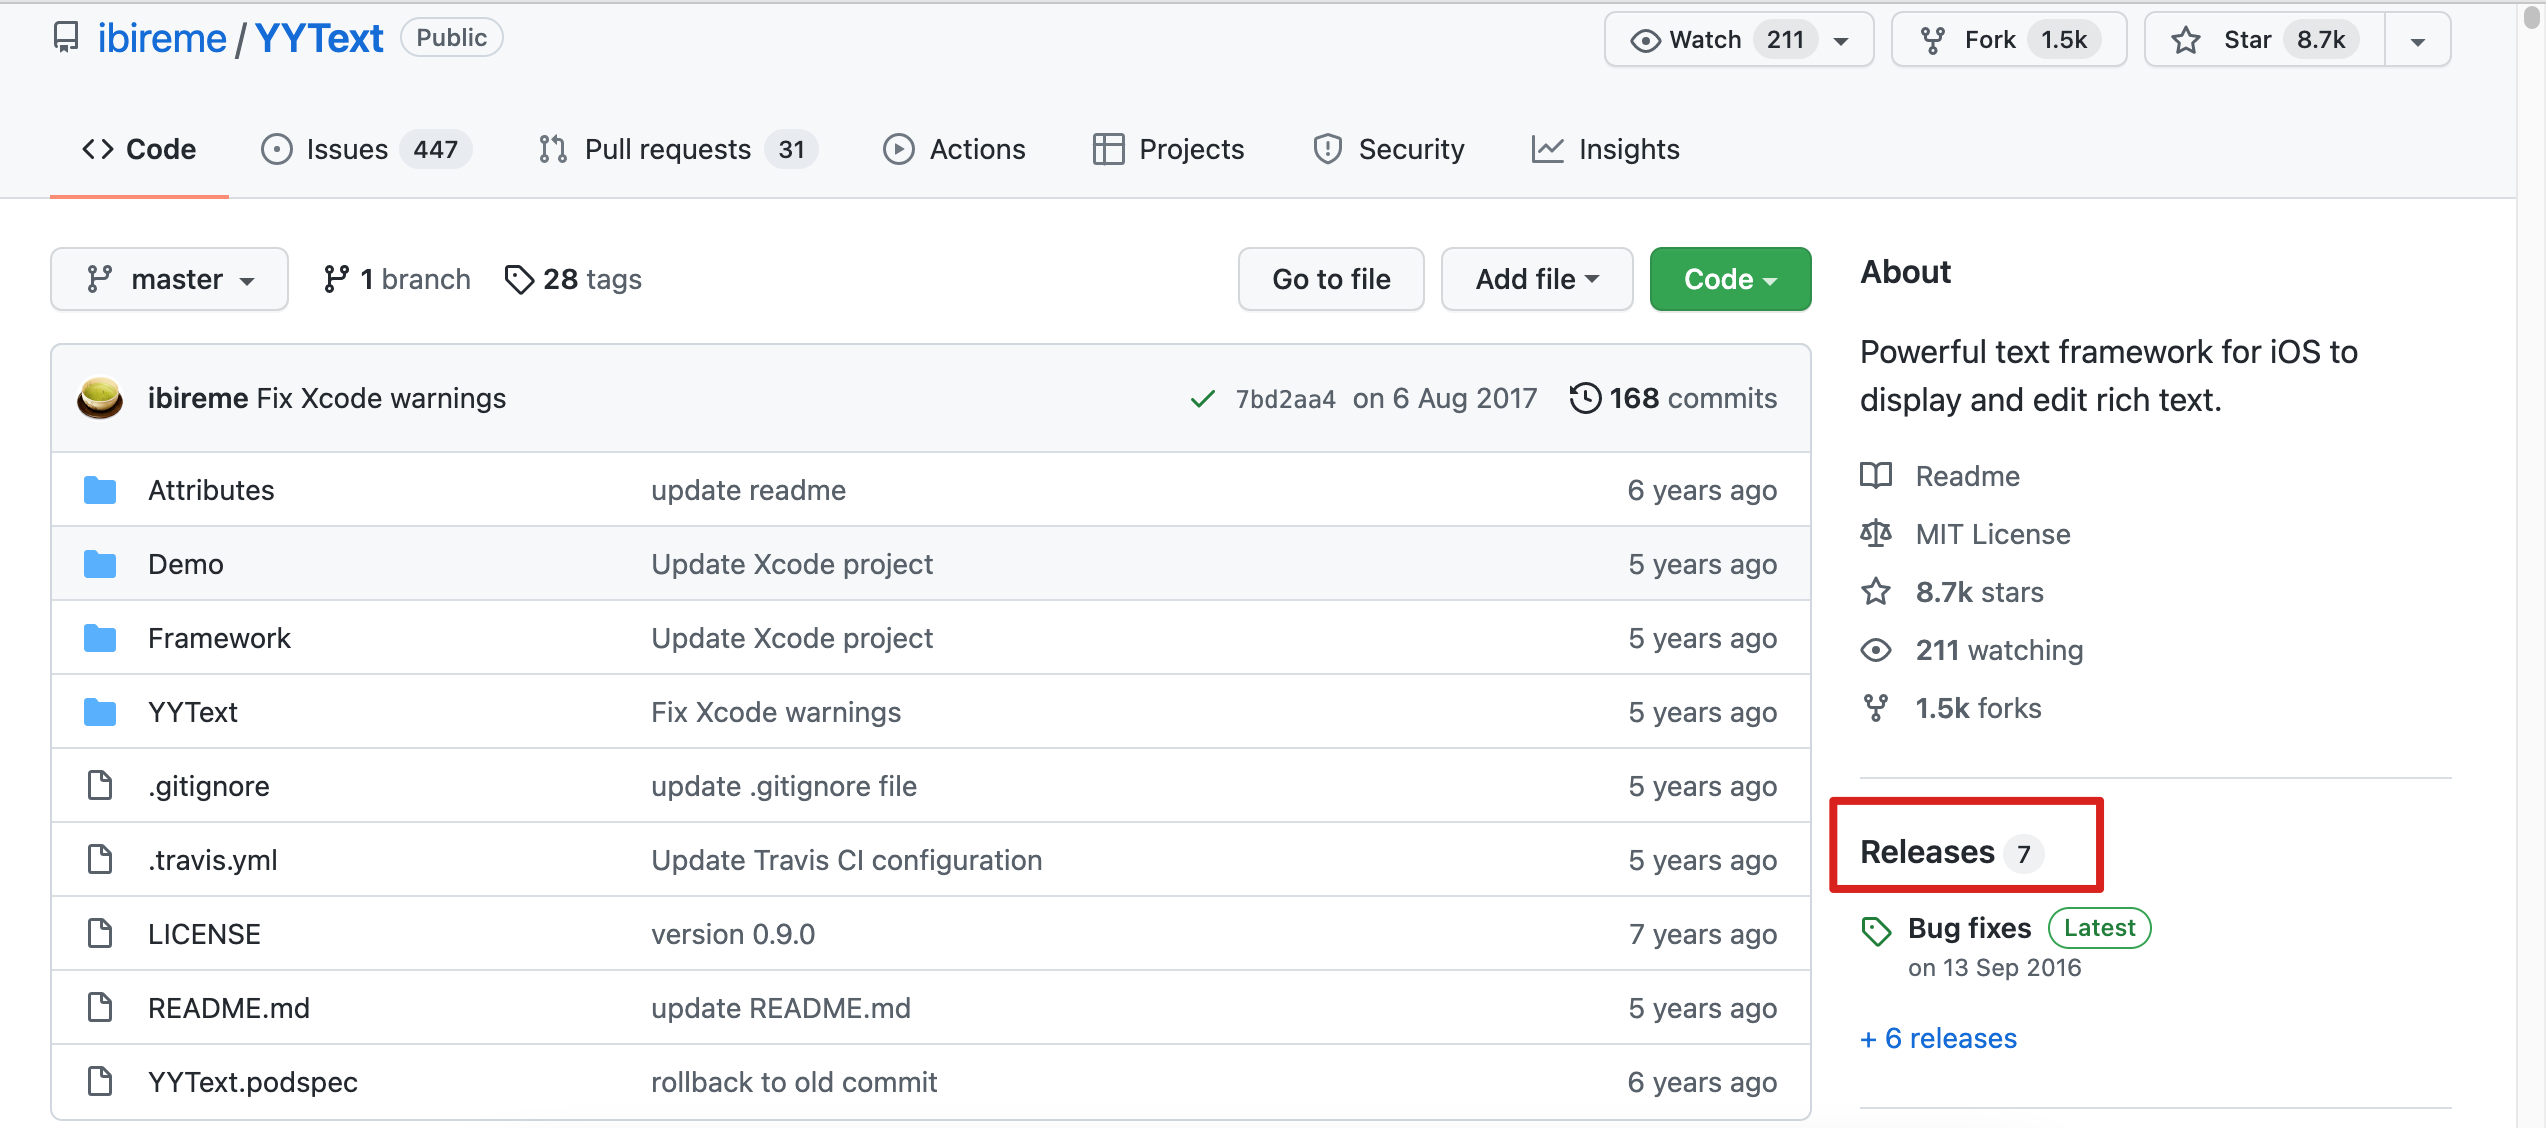 ibireme / YYText Public Watch 211 Fork 1.5k Star 8.7k
Code Issues 447 Pull requests 31 Actions Projects Security Insights
master 1 branch 28 tags Go to file Add file Code
ibireme Fix Xcode warnings 7bd2aa4 on 6 Aug 2017 168 commits
Attributes update readme 6 years ago
Demo Update Xcode project 5 years ago
Framework Update Xcode project 5 years ago
YYText Fix Xcode warnings 5 years ago
.gitignore update .gitignore file 5 years ago
.travis.yml Update Travis CI configuration 5 years ago
LICENSE version 0.9.0 7 years ago
README.md update README.md 5 years ago
YYText.podspec rollback to old commit 6 years ago
About
Powerful text framework for iOS to
display and edit rich text.
Readme
MIT License
8.7k stars
211 watching
1.5k forks
Releases 7
Bug fixes Latest
on 13 Sep 2016
+ 6 releases